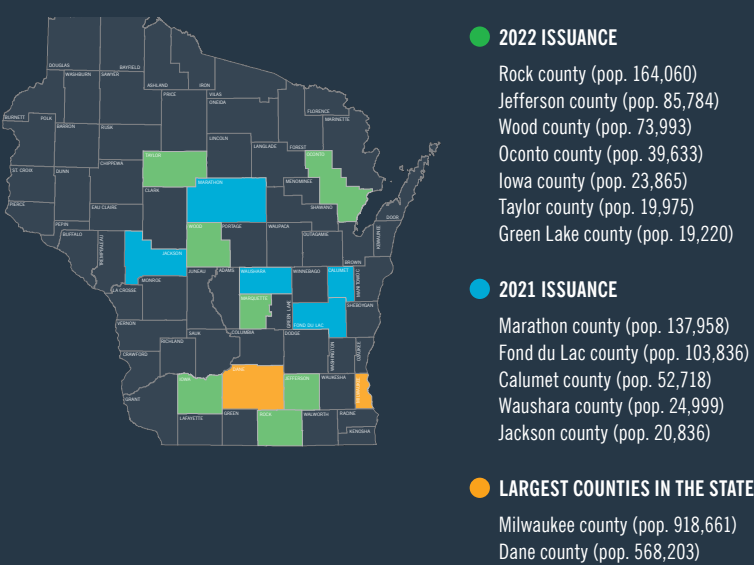 DOUGLAS
BAYFIELD
WASHBURN
SAWYER
ASHLAND
IRON
PRICE
VILAS
ONEIDA
FLORENCE
MARINETTE
BURNETT
POLK
BARRON
RUSK
LINCOLN
LANGLADE
FOREST
TAYLOR
OCONTO
CHIPPEWA
ST. CROIX
DUNN
MARATHON
MENOMINEE
CLARK
PIERCE
EAU CLAIRE
SHAWANO
DOOR
PEPIN
BUFFALO
TREMPEALEAU
WOOD
PORTAGE
WAUPACA
OUTAGAMIE
KEWAUNEE
JACKSON
BROWN
JUNEAU
ADAMS
WAUSHARA
WINNEBAGO
CALUMET
MANITOWOC
MONROE
LA CROSSE
MARQUETTE
GREEN LAKE
SHEBOYGAN
FOND DU LAC
VERNON
SAUK
COLUMBIA
DODGE
RICHLAND
WASHINGTON
OZAUKEE
CRAWFORD
DANE
IOWA
JEFFERSON
WAUKESHA
MILWAUKEE
GRANT
LAFAYETTE
GREEN
ROCK
WALWORTH
RACINE
KENOSHA
2022 ISSUANCE
Rock county (pop. 164,060)
Jefferson county (pop. 85,784)
Wood county (pop. 73,993)
Oconto county (pop. 39,633)
Iowa county (pop. 23,865)
Taylor county (pop. 19,975)
Green Lake county (pop. 19,220)
2021 ISSUANCE
Marathon county (pop. 137,958)
Fond du Lac county (pop. 103,836)
Calumet county (pop. 52,718)
Waushara county (pop. 24,999)
Jackson county (pop. 20,836)
LARGEST COUNTIES IN THE STATE
Milwaukee county (pop. 918,661)
Dane county (pop. 568,203)